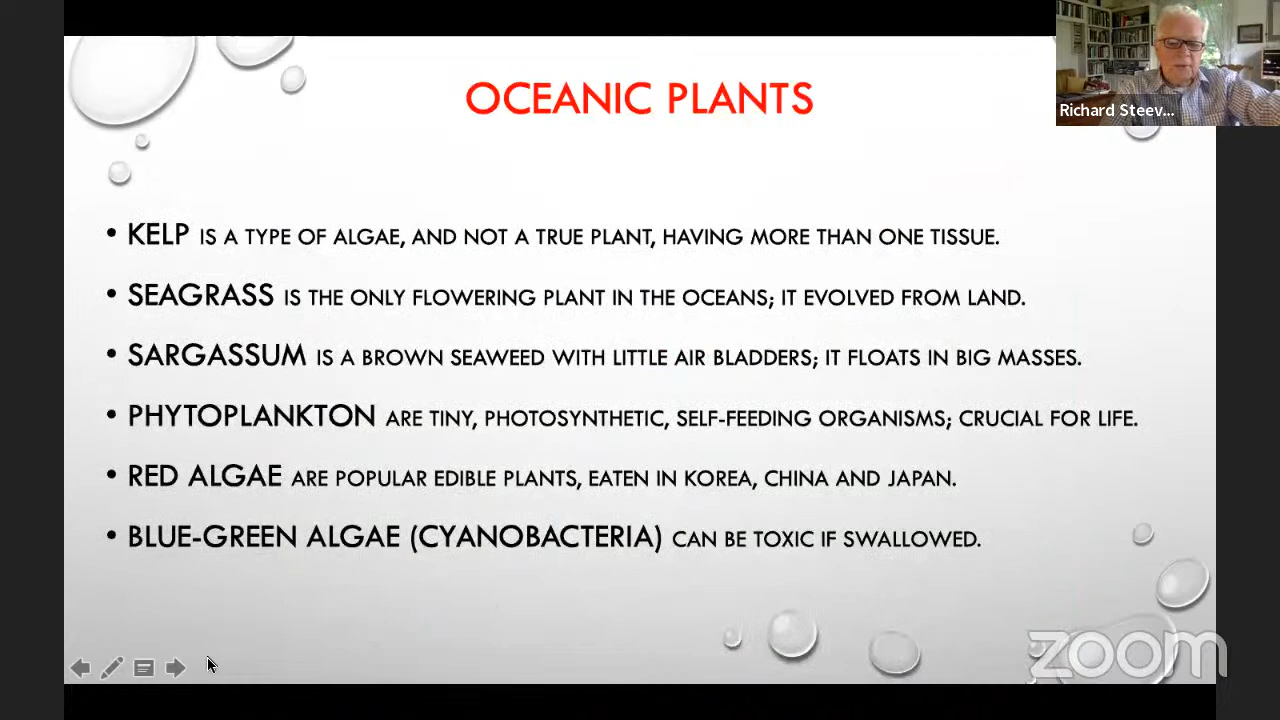 OCEANIC PLANTS
Richard Steev...
• KELP IS A TYPE OF ALGAE, AND NOT A TRUE PLANT, HAVING MORE THAN ONE TISSUE.
• SEAGRASS IS THE ONLY FLOWERING PLANT IN THE OCEANS; IT EVOLVED FROM LAND.
• SARGASSUM IS A BROWN SEAWEED WITH LITTLE AIR BLADDERS; IT FLOATS IN BIG MASSES.
• PHYTOPLANKTON ARE TINY, PHOTOSYNTHETIC, SELF-FEEDING ORGANISMS; CRUCIAL FOR LIFE.
• RED ALGAE ARE POPULAR EDIBLE PLANTS, EATEN IN KOREA, CHINA AND JAPAN.
• BLUE-GREEN ALGAE (CYANOBACTERIA) CAN BE TOXIC IF SWALLOWED.
zoom